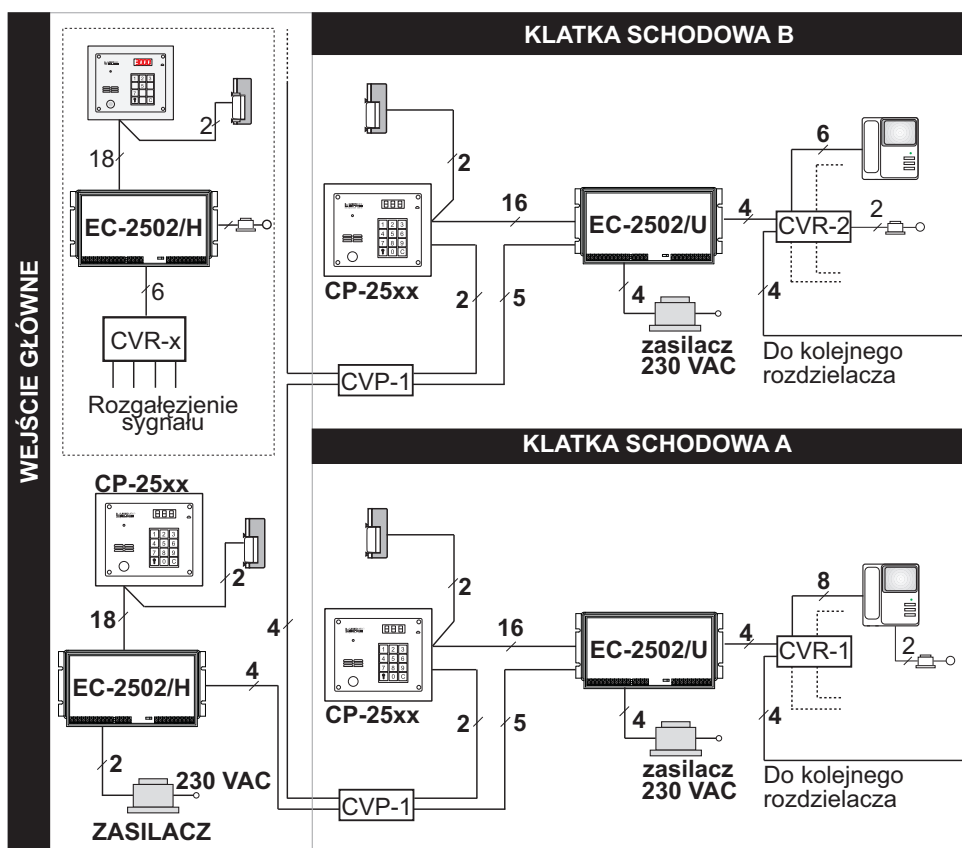 WEJŚCIE GŁÓWNE
2
18
EC-2502/H
6
CVR-x
Rozgałęzienie
sygnału
CP-25xx
2
18
EC-2502/H
4
4
2
230 VAC
ZASILACZ
KLATKA SCHODOWA B
2
CP-25xx
16
EC-2502/U
2
5
4
zasilacz
230 VAC
CVP-1
4
6
CVR-2
2
4
Do kolejnego
rozdzielacza
KLATKA SCHODOWA A
2
CP-25xx
16
EC-2502/U
2
5
4
zasilacz
230 VAC
CVP-1
4
8
CVR-1
2
4
Do kolejnego
rozdzielacza